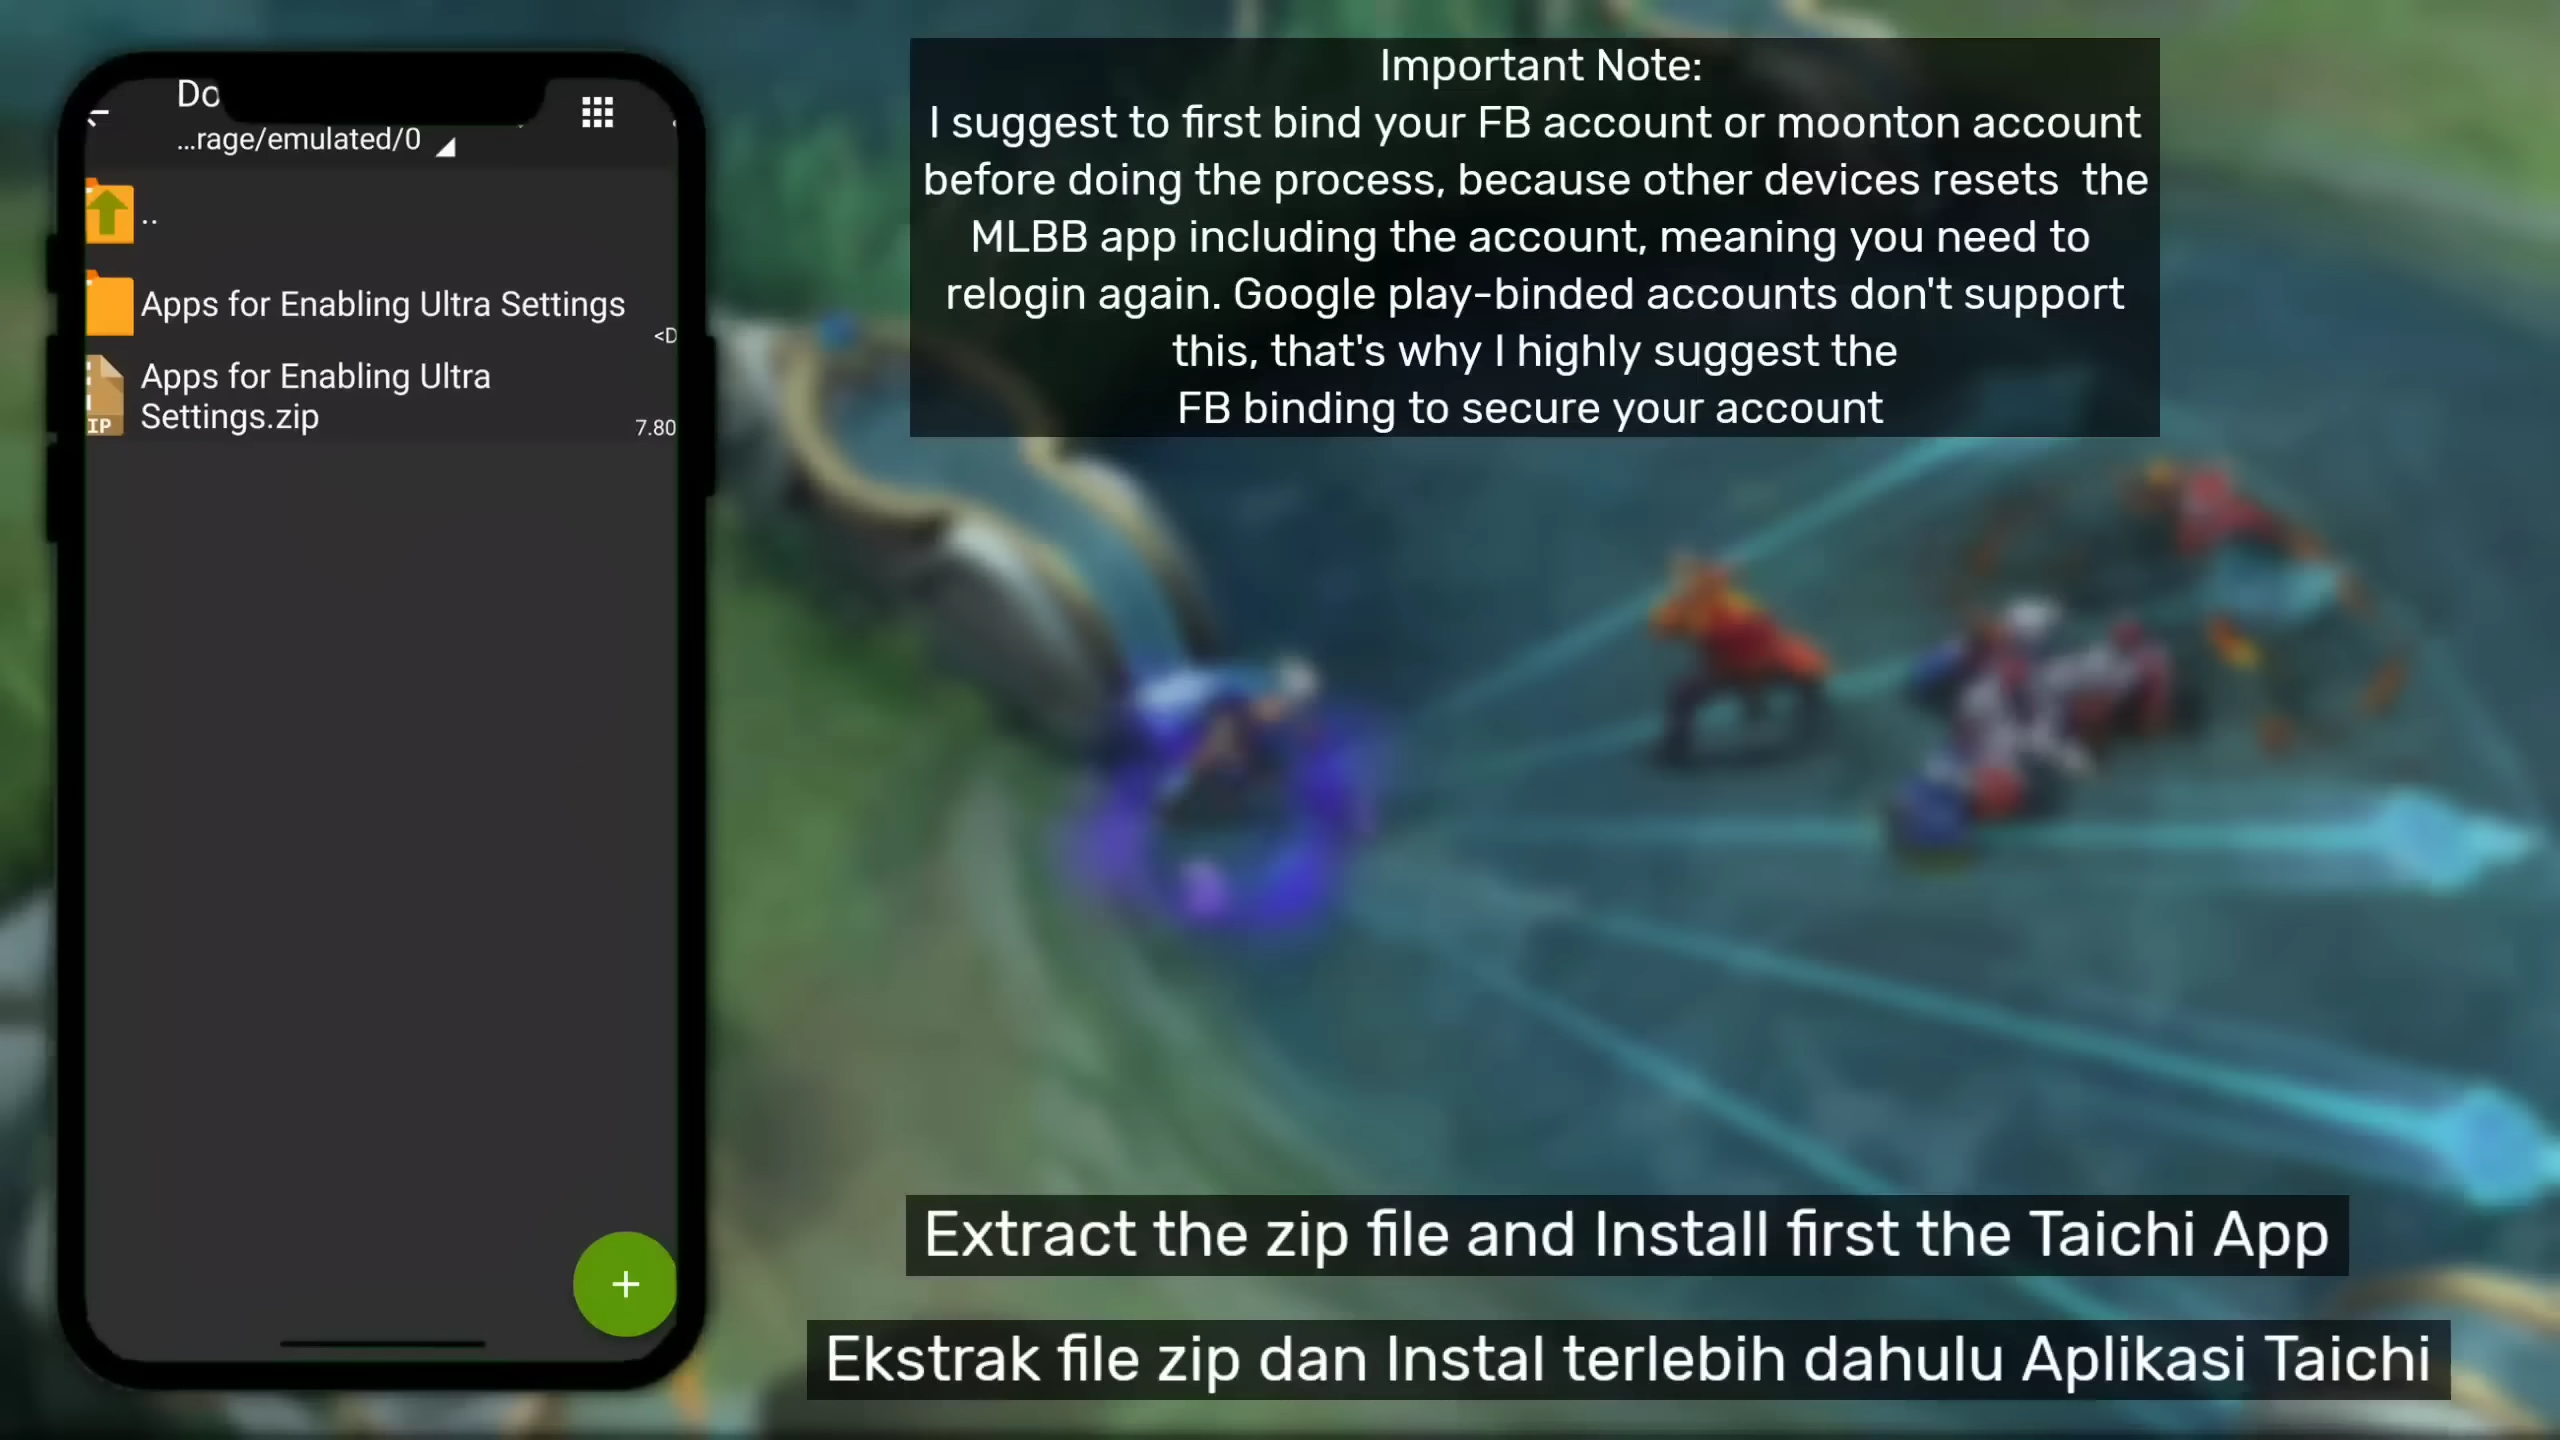 Do
...rage/emulated/0
..
Apps for Enabling Ultra Settings
<D
Apps for Enabling Ultra
Settings.zip
IP
7.80
Important Note:
I suggest to first bind your FB account or moonton account
before doing the process, because other devices resets the
MLBB app including the account, meaning you need to
relogin again. Google play-binded accounts don't support
this, that's why I highly suggest the
FB binding to secure your account
Extract the zip file and Install first the Taichi App
Ekstrak file zip dan Instal terlebih dahulu Aplikasi Taichi